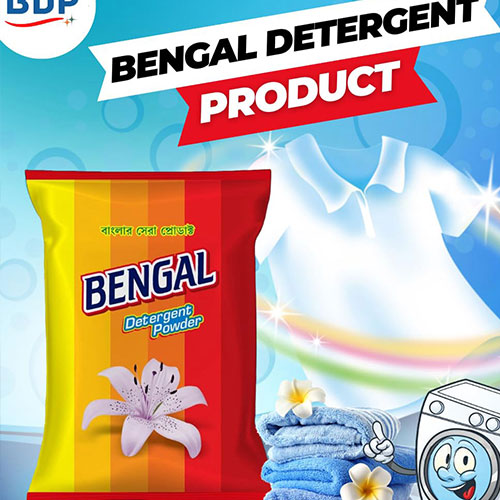 BDP
BENGAL DETERGENT
PRODUCT
বাংলার সেরা প্রোডাক্ট
BENGAL
Detergent
Powder